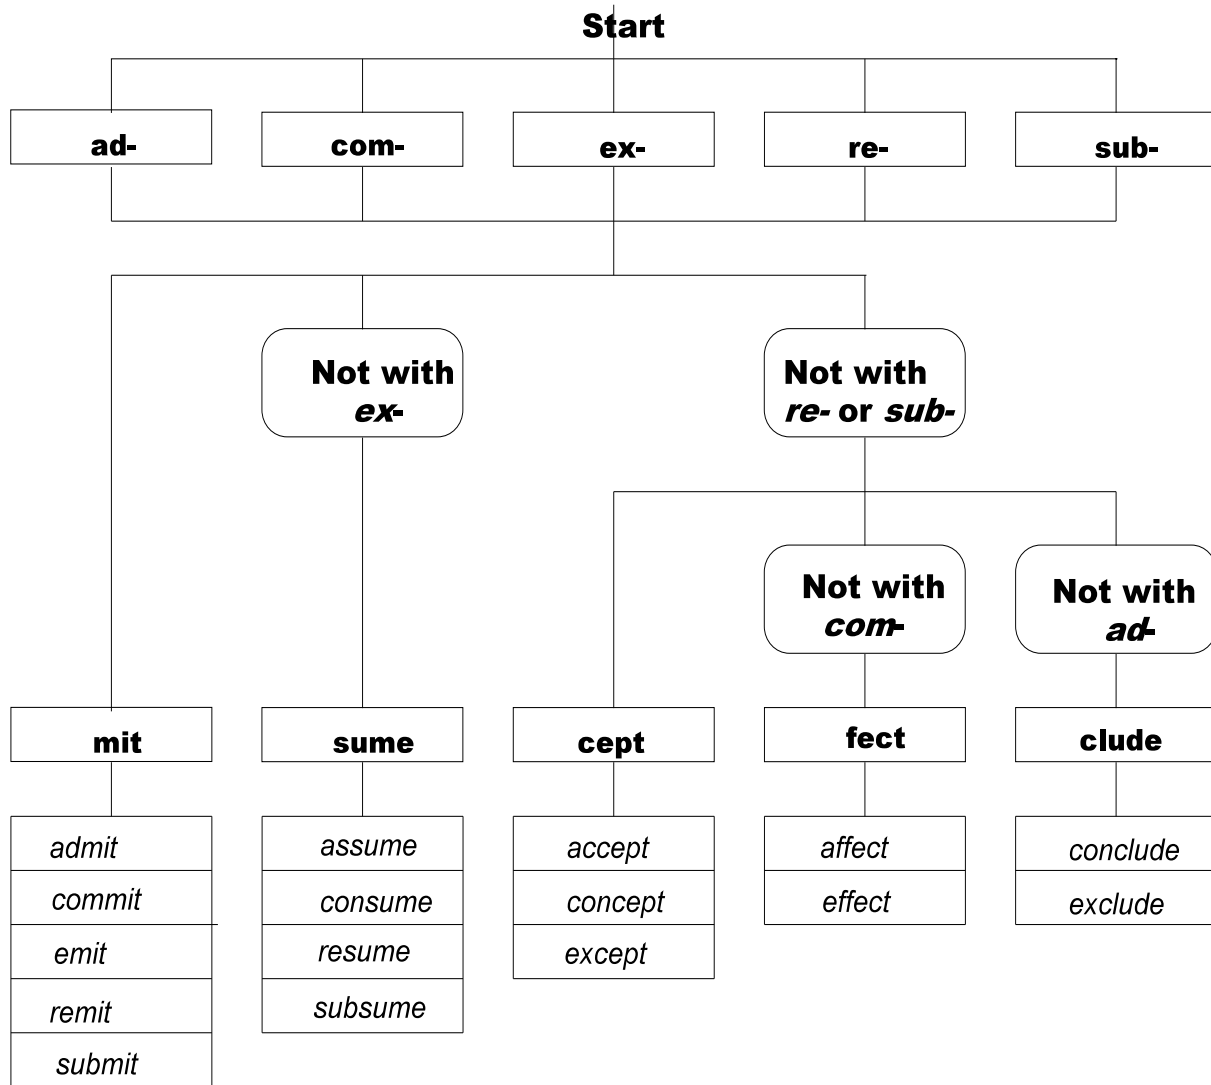 Start
ad-
com-
ex-
re-
sub-
Not with
ex-
Not with
re- or sub-
Not with
com-
Not with
ad-
mit
sume
cept
fect
clude
admit
assume
accept
affect
conclude
commit
consume
concept
effect
exclude
emit
resume
except
remit
subsume
submit